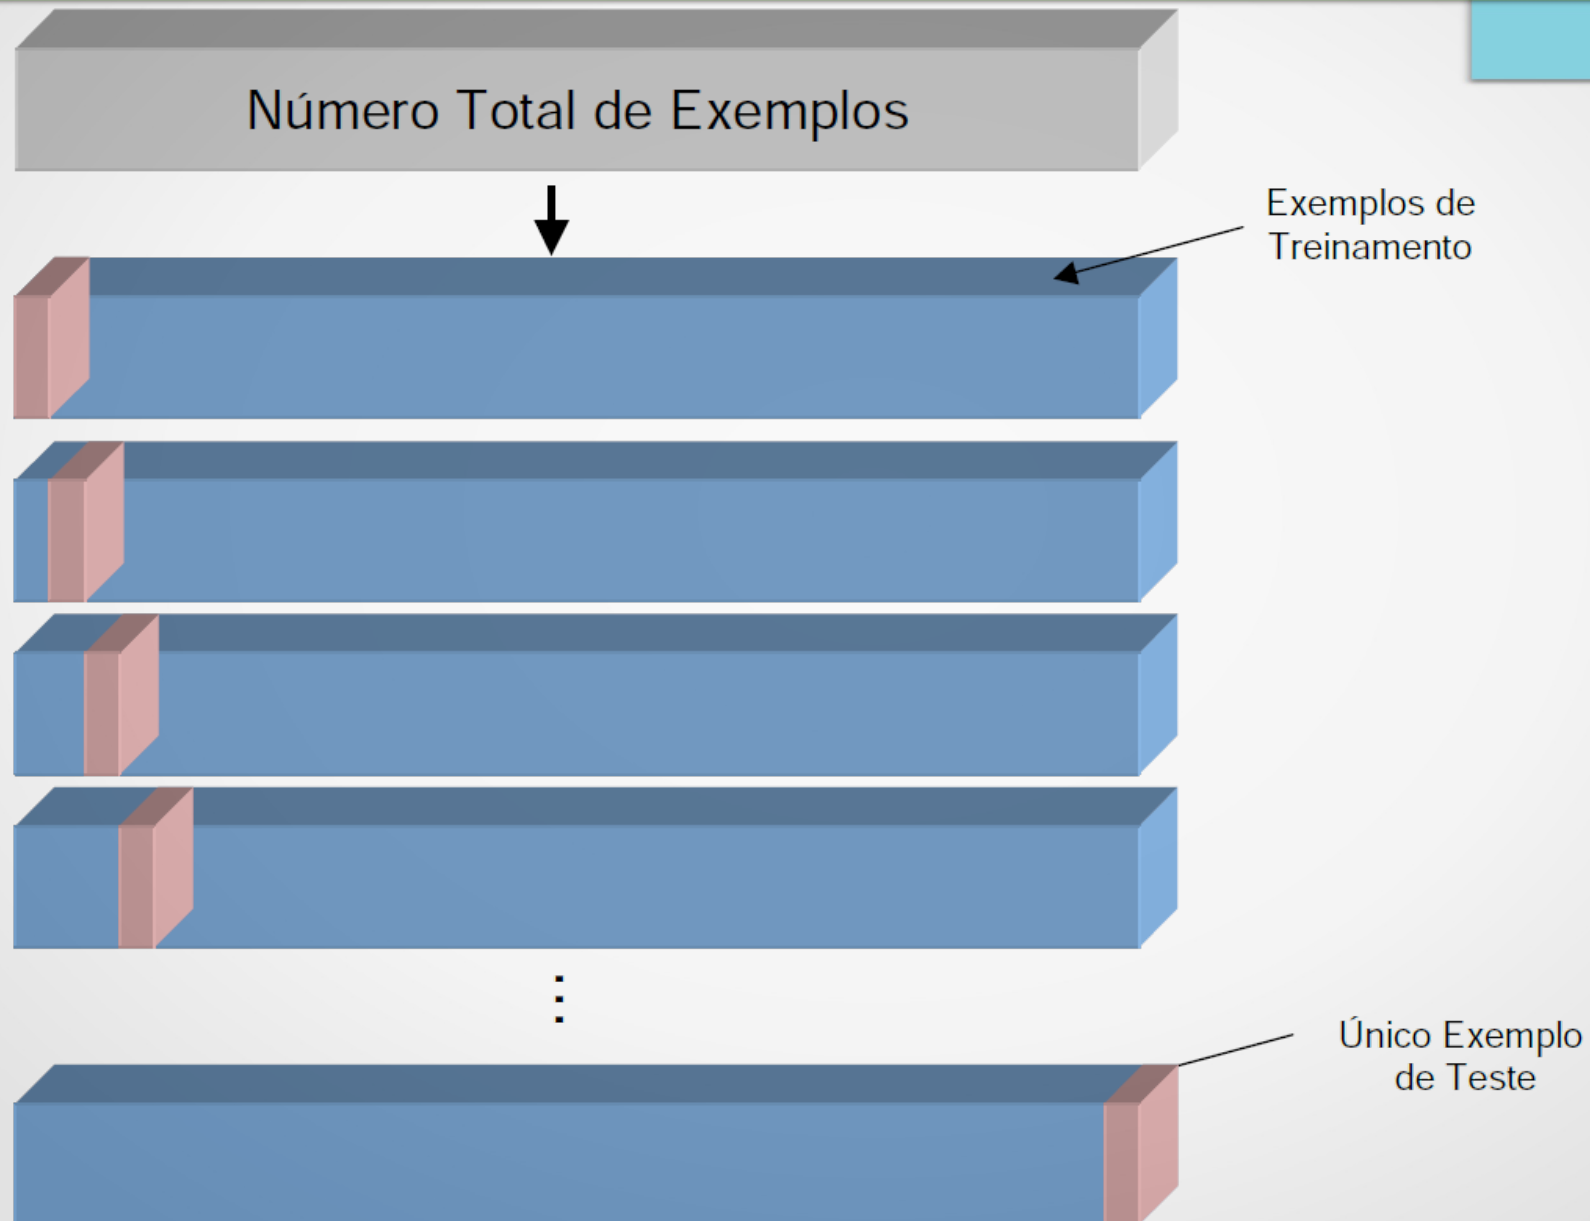 Número Total de Exemplos
Exemplos de
Treinamento
Único Exemplo
de Teste